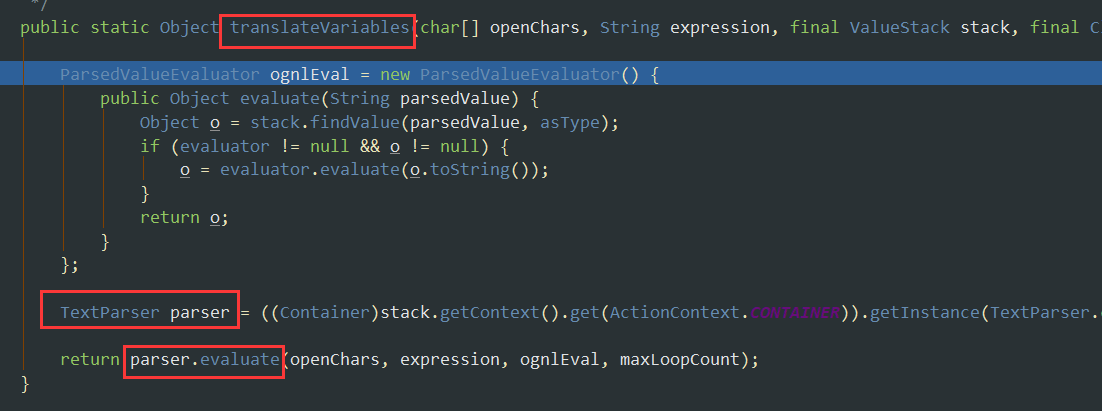 */
public static Object translateVariables(char[] openChars, String expression, final ValueStack stack, final C
ParsedValueEvaluator ognlEval = new ParsedValueEvaluator() {
public Object evaluate(String parsedValue) {
Object o = stack.findValue(parsedValue, asType);
if (evaluator != null && o != null) {
o = evaluator.evaluate(o.toString());
}
return o;
}
};
TextParser parser = ((Container)stack.getContext().get(ActionContext.CONTAINER)).getInstance(TextParser.
return parser.evaluate(openChars, expression, ognlEval, maxLoopCount);
}